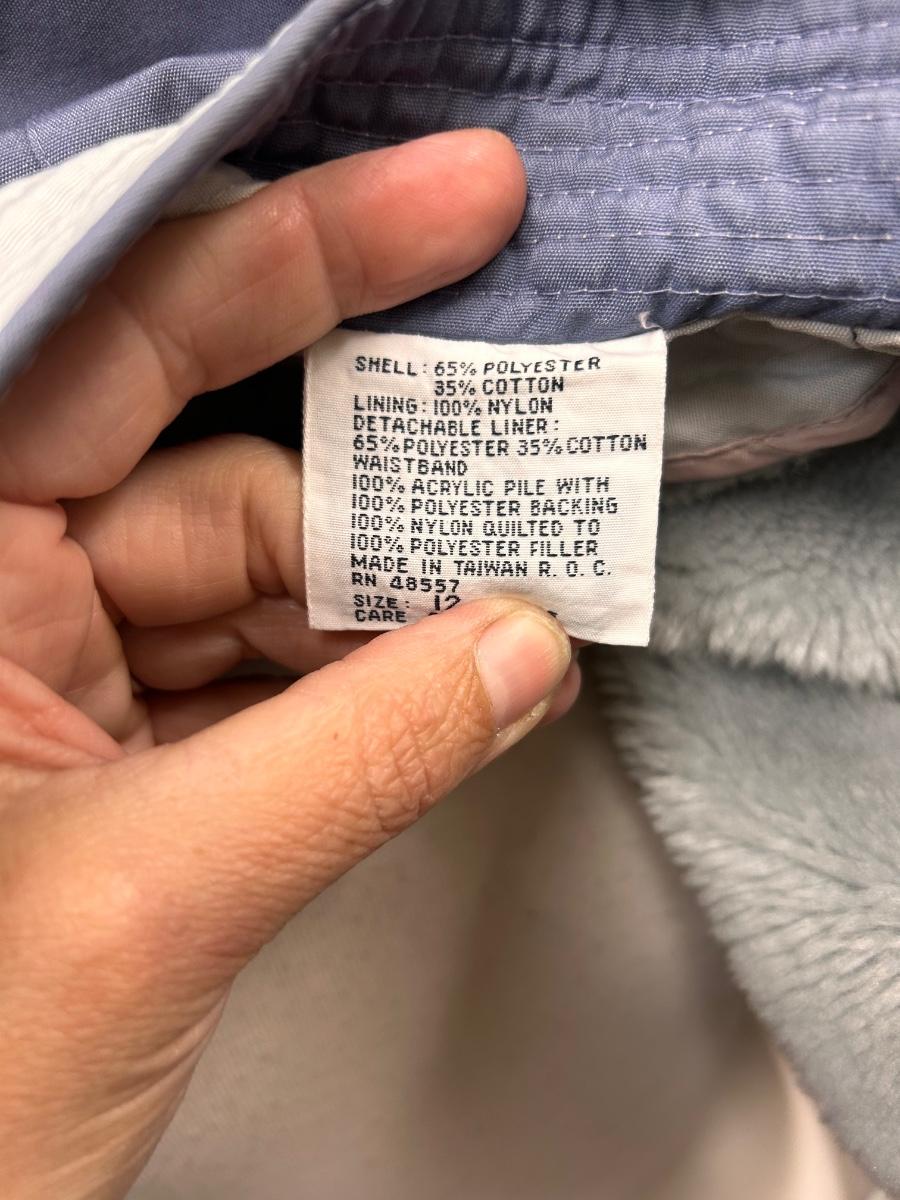 SHELL: 65% POLYESTER
35% COTTON
LINING: 100% NYLON
DETACHABLE LINER:
65% POLYESTER 35% COTTON
WAISTBAND
100% ACRYLIC PILE WITH
100% POLYESTER BACKING
100% NYLON QUILTED TO
100% POLYESTER FILLER
MADE IN TAIWAN R. O. C.
RN 48557
SIZE: 12
CARE